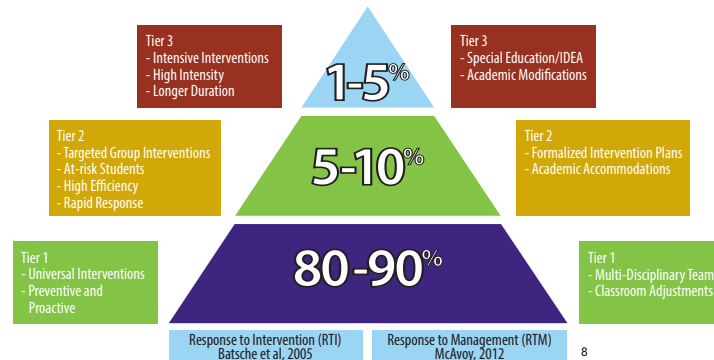 Tier 3
- Intensive Interventions
- High Intensity
- Longer Duration
1-5%
Tier 3
- Special Education/IDEA
- Academic Modifications
Tier 2
- Targeted Group Interventions
- At-risk Students
- High Efficiency
- Rapid Response
5-10%
Tier 2
- Formalized Intervention Plans
- Academic Accommodations
Tier 1
- Universal Interventions
- Preventive and
Proactive
80-90%
Tier 1
- Multi-Disciplinary Team
- Classroom Adjustments
Response to Intervention (RTI)
Batsche et al, 2005
Response to Management (RTM)
McAvoy, 2012
8